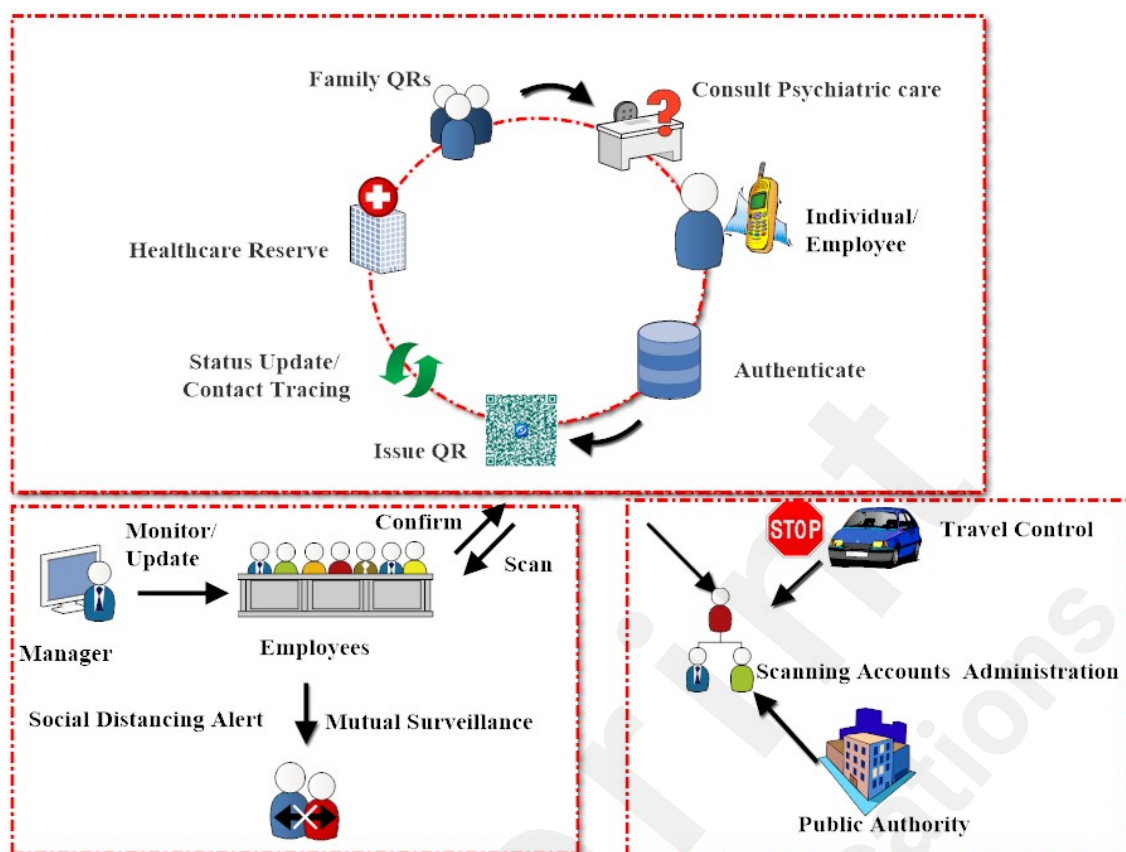 Family QRs
Consult Psychiatric care
Individual/
Employee
Healthcare Reserve
Status Update/
Contact Tracing
Authenticate
Issue QR
Monitor/
Update
Confirm
Scan
Manager
Employees
Social Distancing Alert
Mutual Surveillance
STOP
Travel Control
Scanning Accounts Administration
Public Authority